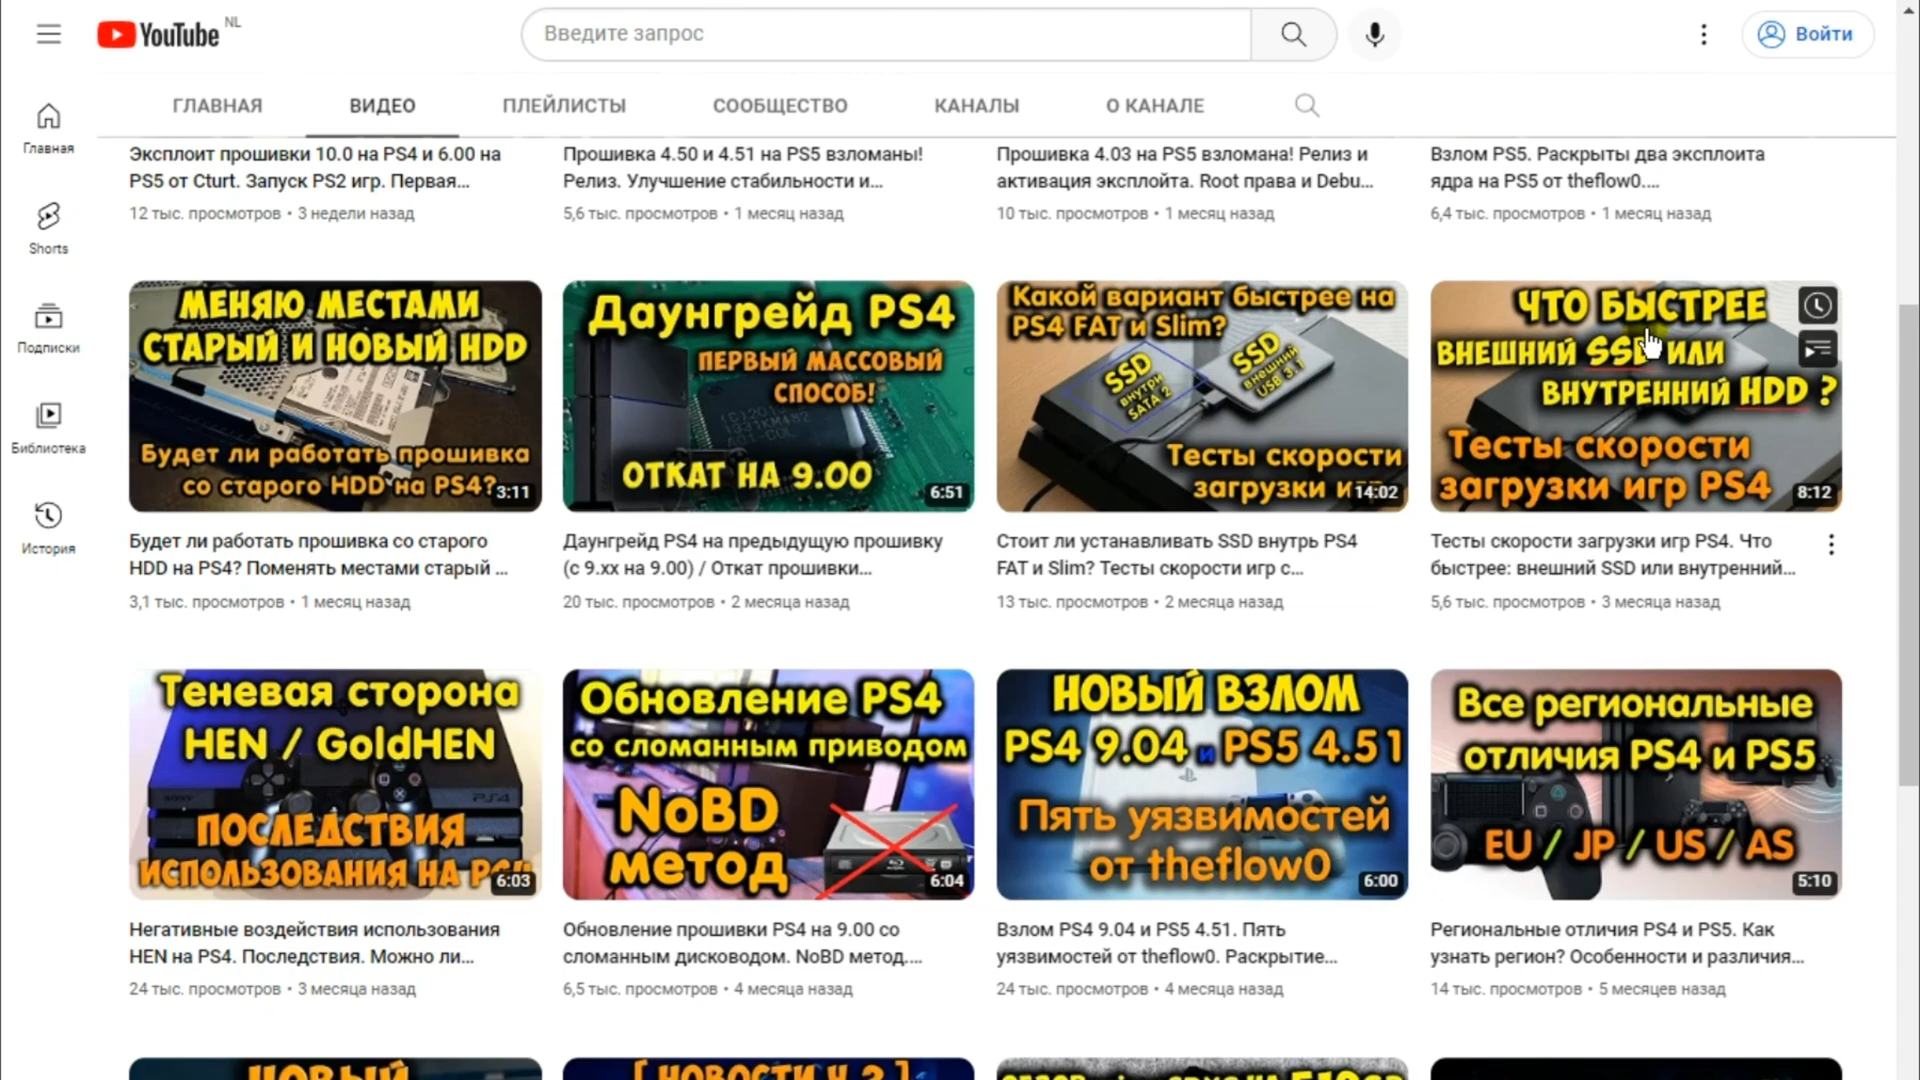 YouTube NL
Введите запрос
Войти
ГЛАВНАЯ
ВИДЕО
ПЛЕЙЛИСТЫ
СООБЩЕСТВО
КАНАЛЫ
О КАНАЛЕ
Главная
Shorts
Подписки
Библиотека
История
Эксплоит прошивки 10.0 на PS4 и 6.00 на
PS5 от Cturt. Запуск PS2 игр. Первая...
12 тыс. просмотров • 3 недели назад
Прошивка 4.50 и 4.51 на PS5 взломаны!
Релиз. Улучшение стабильности и...
5,6 тыс. просмотров • 1 месяц назад
Прошивка 4.03 на PS5 взломана! Релиз и
активация эксплойта. Root права и Debu...
10 тыс. просмотров • 1 месяц назад
Взлом PS5. Раскрыты два эксплоита
ядра на PS5 от theflow0....
6,4 тыс. просмотров • 1 месяц назад
МЕНЯЮ МЕСТАМИ
СТАРЫЙ И НОВЫЙ HDD
Будет ли работать прошивка
со старого HDD на PS4?
3:11
Будет ли работать прошивка со старого
HDD на PS4? Поменять местами старый ...
3,1 тыс. просмотров • 1 месяц назад
Даунгрейд PS4
ПЕРВЫЙ МАССОВЫЙ
СПОСОБ!
ОТКАТ НА 9.00
6:51
Даунгрейд PS4 на предыдущую прошивку
(с 9.xx на 9.00) / Откат прошивки...
20 тыс. просмотров • 2 месяца назад
Какой вариант быстрее на
PS4 FAT и Slim?
SSD
внутри
SATA 2
SSD
внешний
USB 3.1
Тесты скорости
загрузки
14:02
Стоит ли устанавливать SSD внутрь PS4
FAT и Slim? Тесты скорости игр с...
13 тыс. просмотров • 2 месяца назад
ЧТО БЫСТРЕЕ
ВНЕШНИЙ SSD ИЛИ
ВНУТРЕННИЙ HDD ?
Тесты скорости
загрузки игр PS4
8:12
Тесты скорости загрузки игр PS4. Что
быстрее: внешний SSD или внутренний...
5,6 тыс. просмотров • 3 месяца назад
Теневая сторона
HEN / GoldHEN
ПОСЛЕДСТВИЯ
ИСПОЛЬЗОВАНИЯ НА PS4
6:03
Негативные воздействия использования
HEN на PS4. Последствия. Можно ли...
24 тыс. просмотров • 3 месяца назад
Обновление PS4
со сломанным приводом
NoBD
метод
6:04
Обновление прошивки PS4 на 9.00 со
сломанным дисководом. NoBD метод....
6,5 тыс. просмотров • 4 месяца назад
НОВЫЙ ВЗЛОМ
PS4 9.04 и PS5 4.51
Пять уязвимостей
от theflow0
6:00
Взлом PS4 9.04 и PS5 4.51. Пять
уязвимостей от theflow0. Раскрытие...
24 тыс. просмотров • 4 месяца назад
Все региональные
отличия PS4 и PS5
EU / JP / US / AS
5:10
Региональные отличия PS4 и PS5. Как
узнать регион? Особенности и различия...
14 тыс. просмотров • 5 месяцев назад
НОВЫЙ
[ НОВОСТИ Ч.2 ]